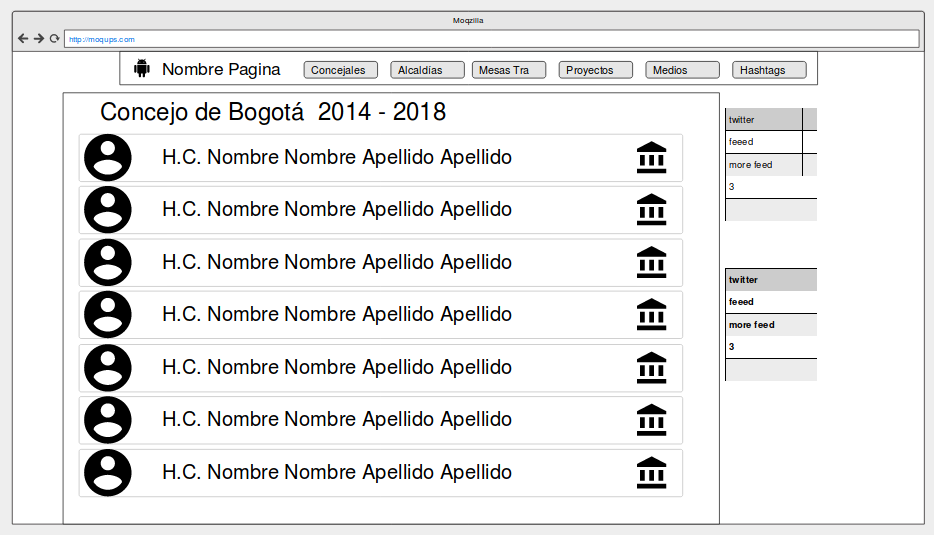 Moqzilla
http://moqups.com
Nombre Pagina
Concejales
Alcaldías
Mesas Tra
Proyectos
Medios
Hashtags
Concejo de Bogotá 2014 - 2018
H.C. Nombre Nombre Apellido Apellido
H.C. Nombre Nombre Apellido Apellido
H.C. Nombre Nombre Apellido Apellido
H.C. Nombre Nombre Apellido Apellido
H.C. Nombre Nombre Apellido Apellido
H.C. Nombre Nombre Apellido Apellido
H.C. Nombre Nombre Apellido Apellido
twitter
feeed
more feed
3
twitter
feeed
more feed
3